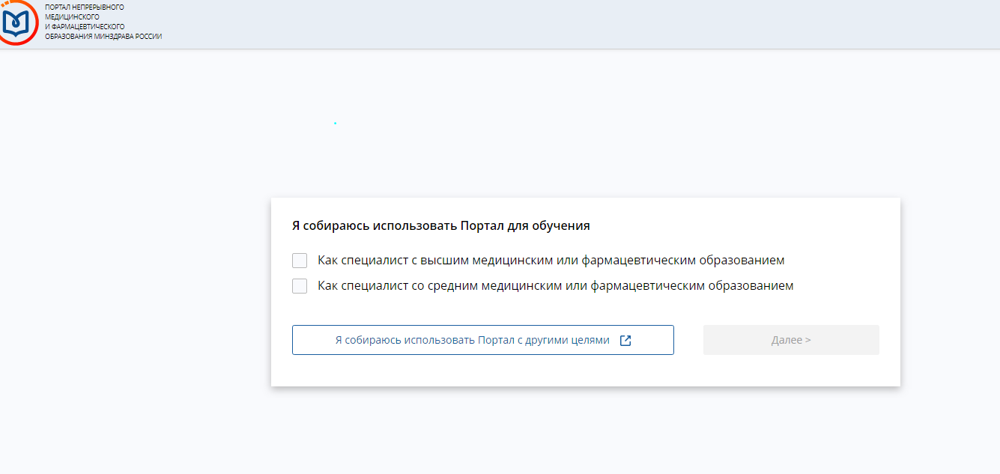 ПОРТАЛ НЕПРЕРЫВНОГО
МЕДИЦИНСКОГО
И ФАРМАЦЕВТИЧЕСКОГО
ОБРАЗОВАНИЯ МИНЗДРАВА РОССИИ
Я собираюсь использовать Портал для обучения
Как специалист с высшим медицинским или фармацевтическим образованием
Как специалист со средним медицинским или фармацевтическим образованием
Я собираюсь использовать Портал с другими целями
Далее >